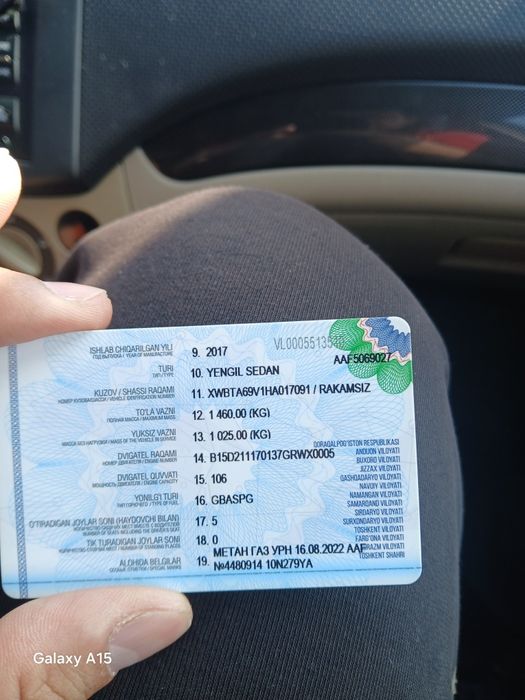 ISHLAB CHIQARILGAN YILI 9. 2017
VL0005513
AAF5069027
TURI 10. YENGIL SEDAN
KUZOV / SHASSI RAQAMI 11. XWBTA69V1HA017091 / RAKAMSIZ
TO'LA VAZNI 12. 1 460.00 (KG)
YUKSIZ VAZNI 13. 1 025.00 (KG)
DVIGATEL RAQAMI 14. B15D211170137GRWX0005
DVIGATEL QUVVATI 15. 106
YONILG'I TURI 16. GBASPG
O'TIRADIGAN JOYLAR SONI (HAYDOVCHI BILAN) 17. 5
TIK TURADIGAN JOYLAR SONI 18. 0
ALOHIDA BELGILAR 19. МЕТАН ГАЗ УРН 16.08.2022 AAF
№4480914 10N279YA
QORAQALPOG'ISTON RESPUBLIKASI
ANDIJON VILOYATI
BUXORO VILOYATI
JIZZAX VILOYATI
QASHQADARYO VILOYATI
NAVOIY VILOYATI
NAMANGAN VILOYATI
SAMARQAND VILOYATI
SIRDARYO VILOYATI
SURXONDARYO VILOYATI
TOSHKENT VILOYATI
FARG'ONA VILOYATI
VILOYATI
TOSHKENT SHAHRI
Galaxy A15